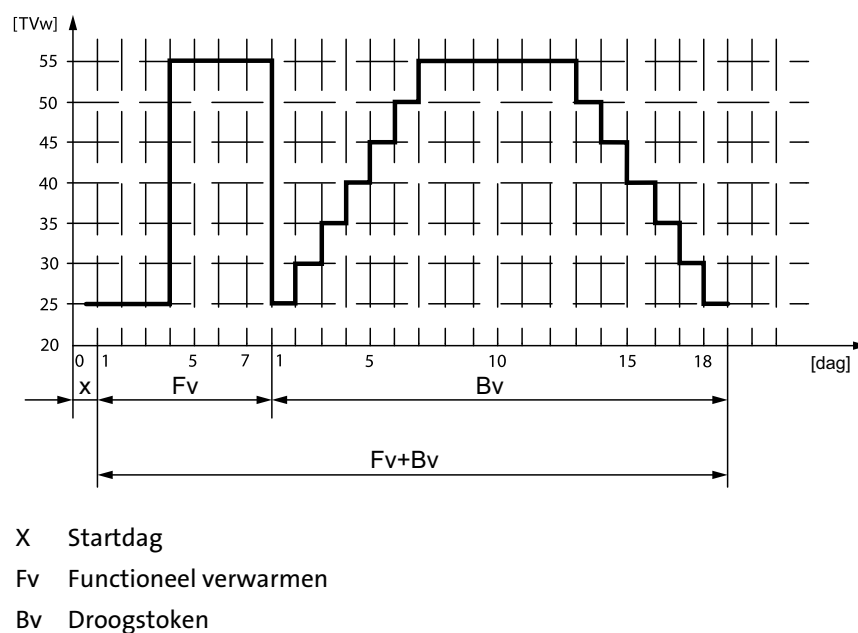 [TVw]
55
50
45
40
35
30
25
20
0 1 5 7 1 5 10 15 18 [dag]
x Fv Bv
Fv+Bv
X Startdag
Fv Functioneel verwarmen
Bv Droogstoken